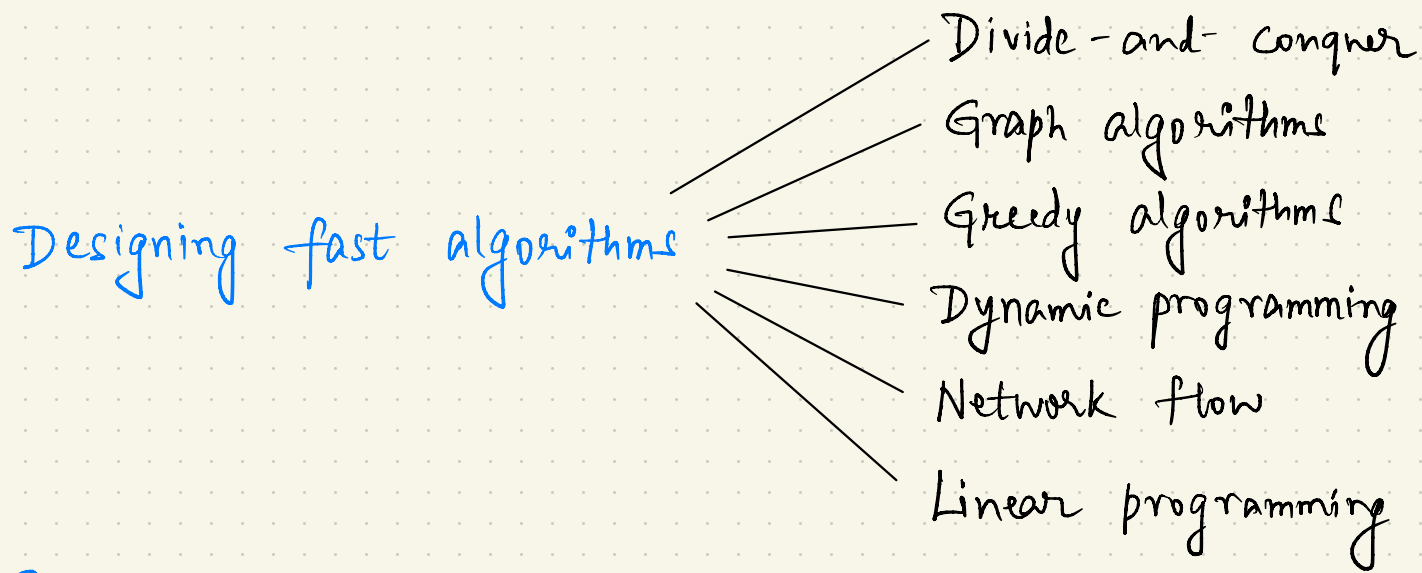 Divide-and-conquer
Graph algorithms
Designing fast algorithms
Greedy algorithms
Dynamic programming
Network flow
Linear programming